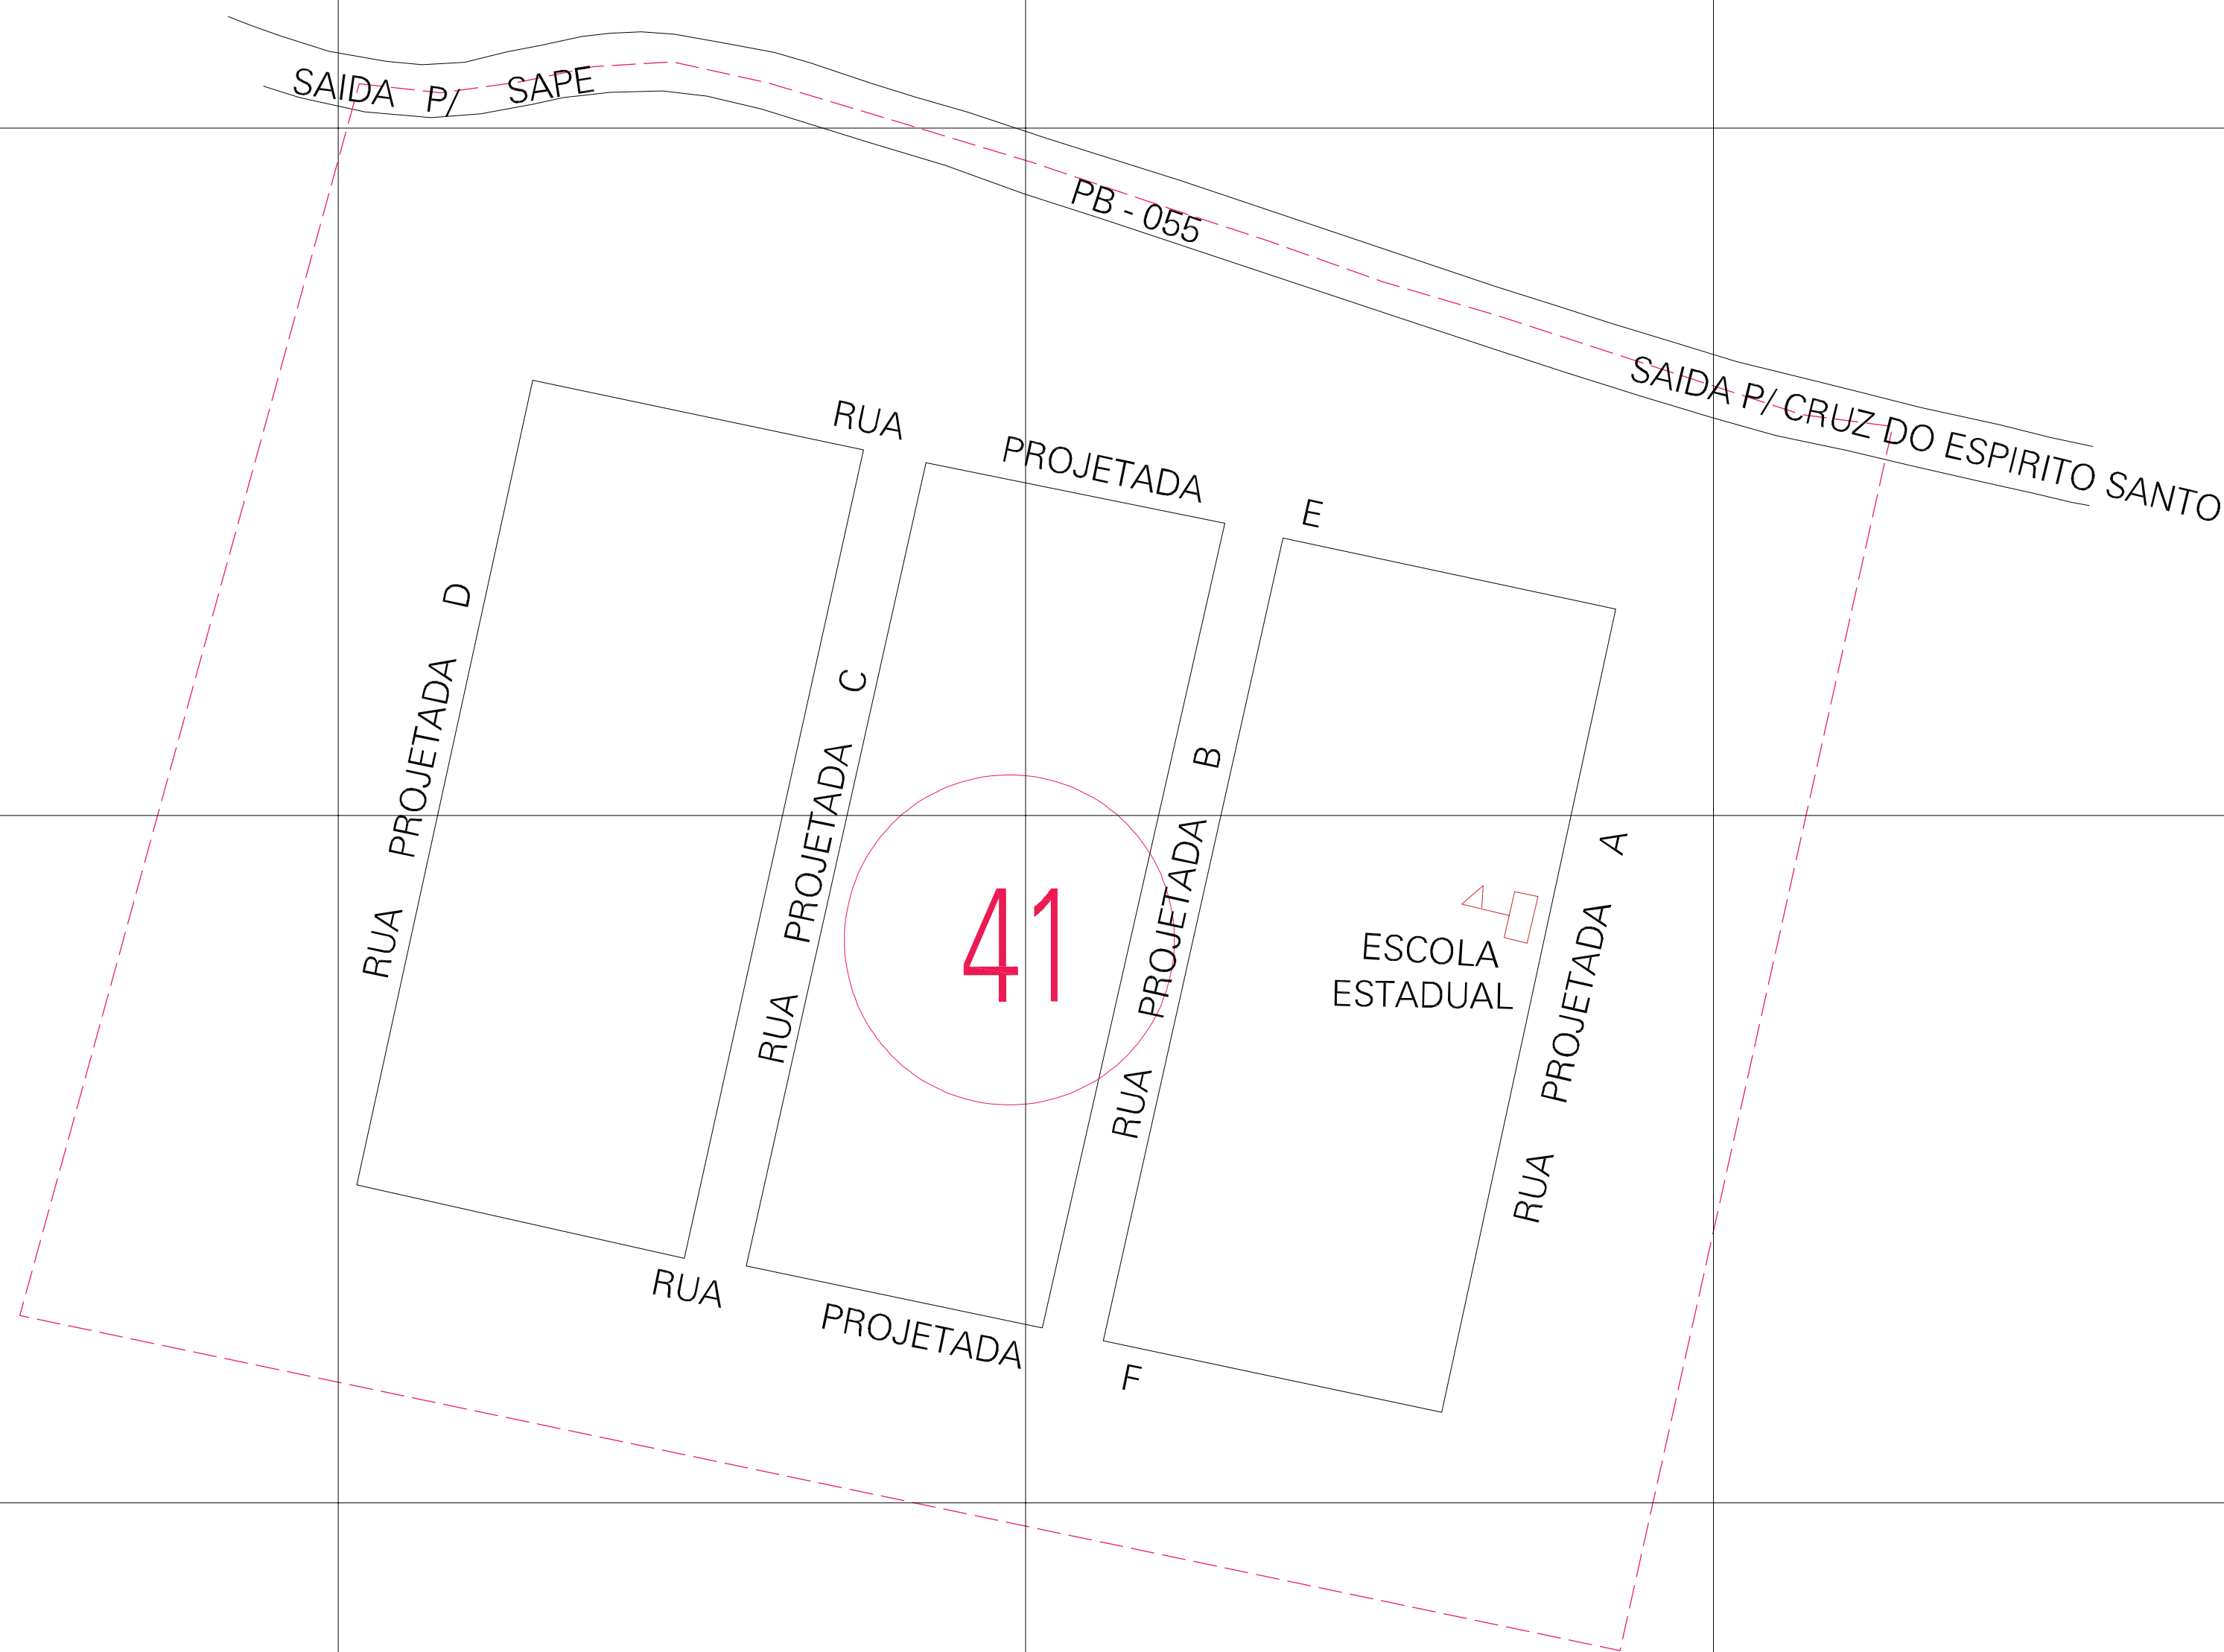 SAIDA P/ SAPE
PB - 055
SAIDA P/ CRUZ DO ESPIRITO SANTO
RUA PROJETADA E
RUA PROJETADA D
RUA PROJETADA C
RUA PROJETADA B
RUA PROJETADA A
41
ESCOLA
ESTADUAL
RUA PROJETADA F